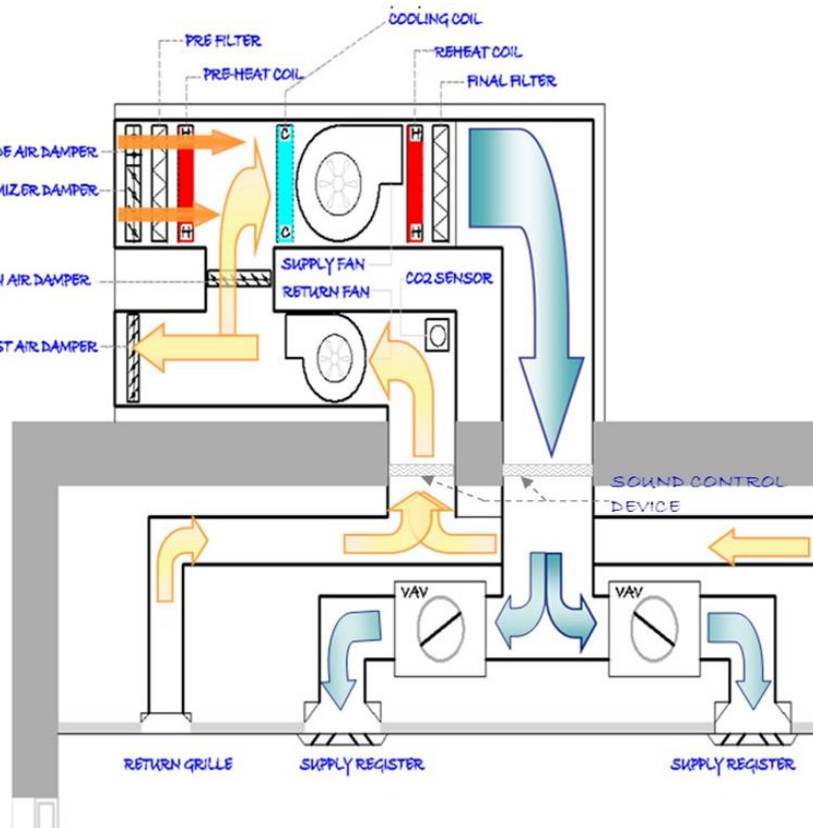 COOLING COIL
PRE FILTER
REHEAT COIL
PRE-HEAT COIL
FINAL FILTER
H
C
H
AIR DAMPER
DAMPER
H
C
H
SUPPLY FAN
AIR DAMPER
CO2 SENSOR
RETURN FAN
AIR DAMPER
SOUND CONTROL
DEVICE
VAV
VAV
RETURN GRILLE
SUPPLY REGISTER
SUPPLY REGISTER